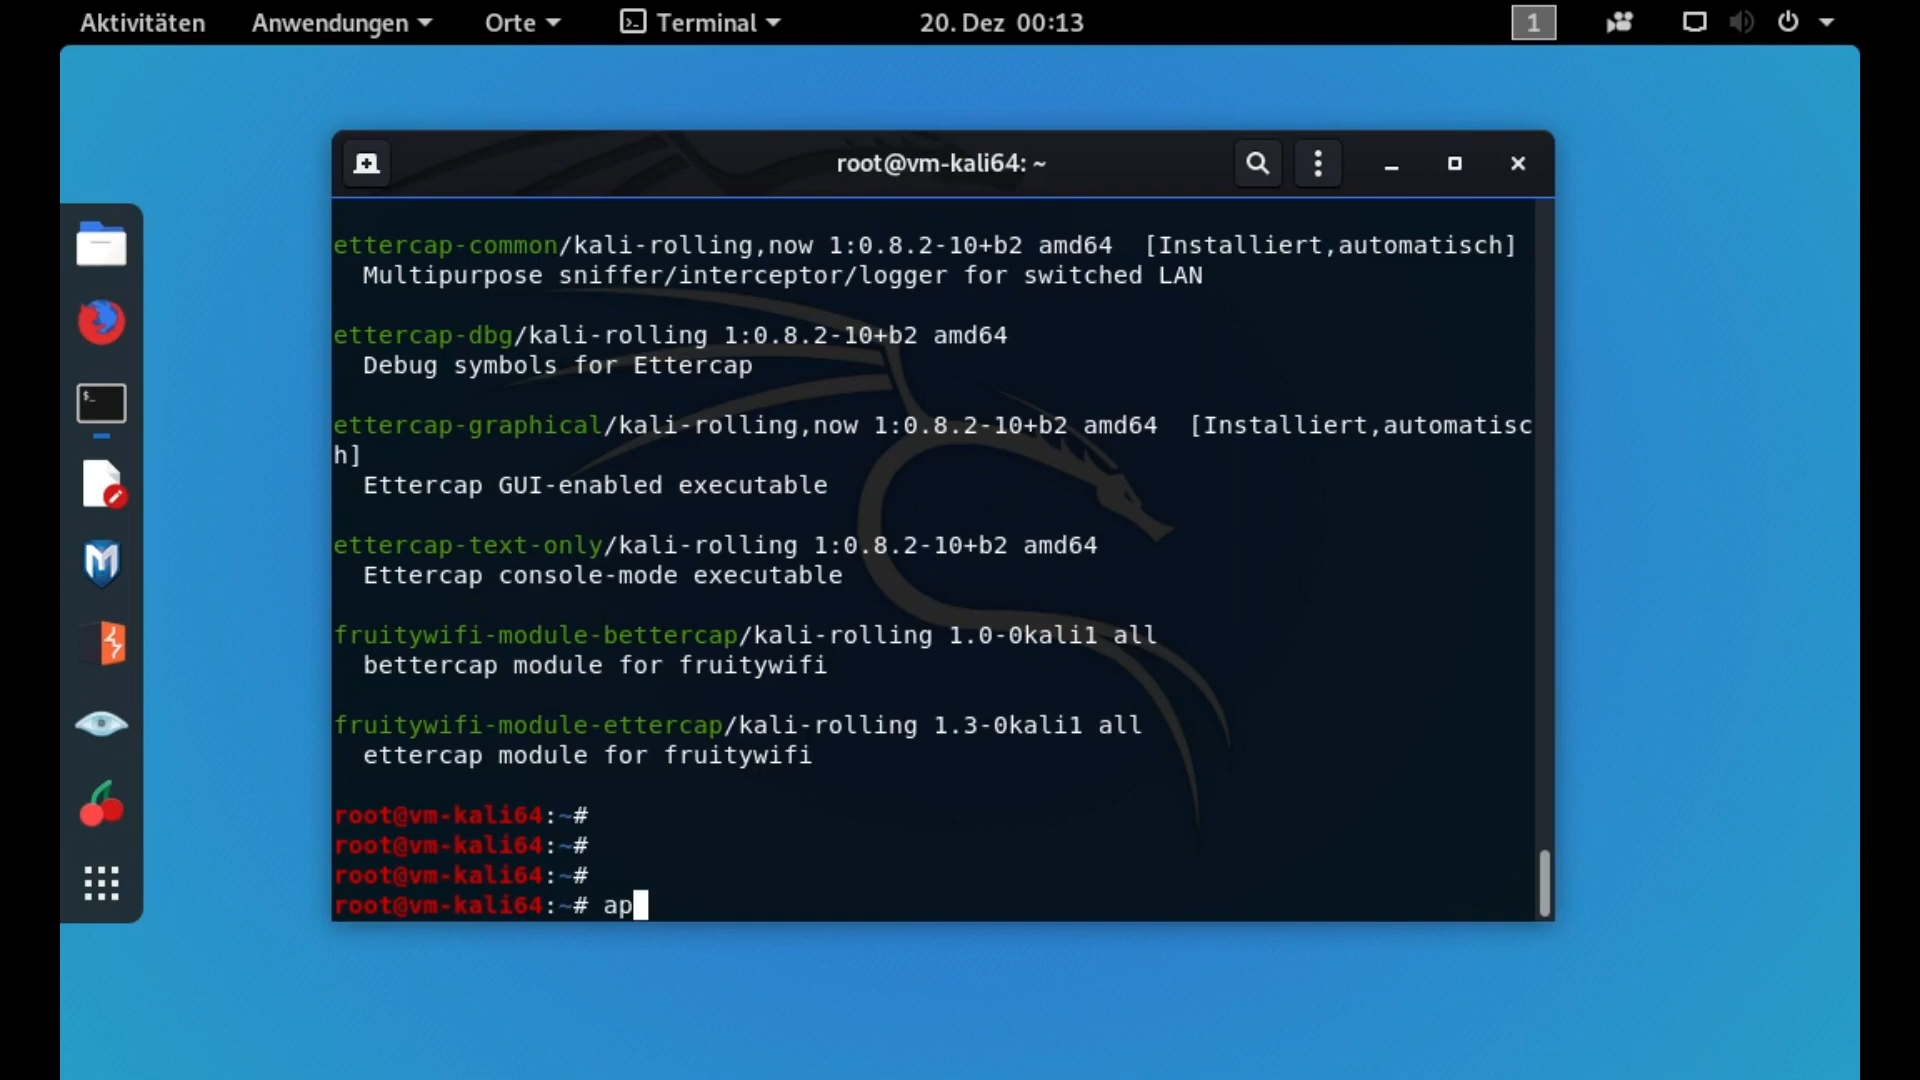 Aktivitäten Anwendungen Orte Terminal 20. Dez 00:13 1
root@vm-kali64: ~
ettercap-common/kali-rolling,now 1:0.8.2-10+b2 amd64  [Installiert,automatisch]
  Multipurpose sniffer/interceptor/logger for switched LAN
ettercap-dbg/kali-rolling 1:0.8.2-10+b2 amd64
  Debug symbols for Ettercap
ettercap-graphical/kali-rolling,now 1:0.8.2-10+b2 amd64  [Installiert,automatisc
h]
  Ettercap GUI-enabled executable
ettercap-text-only/kali-rolling 1:0.8.2-10+b2 amd64
  Ettercap console-mode executable
fruitywifi-module-bettercap/kali-rolling 1.0-0kali1 all
  bettercap module for fruitywifi
fruitywifi-module-ettercap/kali-rolling 1.3-0kali1 all
  ettercap module for fruitywifi
root@vm-kali64:~#
root@vm-kali64:~#
root@vm-kali64:~#
root@vm-kali64:~# ap